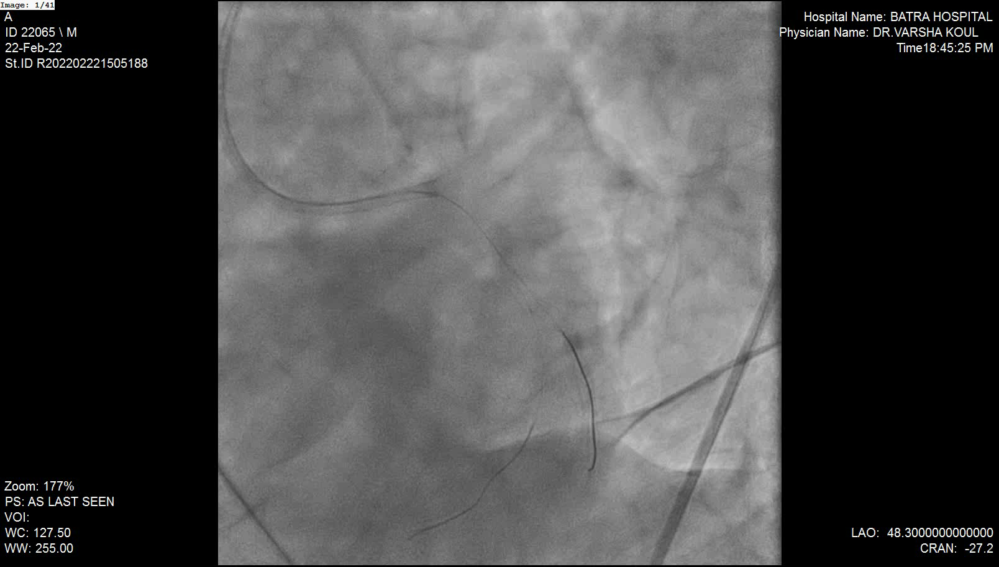 Image: 1/41
A
ID 22065 \ M
22-Feb-22
St.ID R202202221505188
Hospital Name: BATRA HOSPITAL
Physician Name: DR.VARSHA KOUL
Time18:45:25 PM
Zoom: 177%
PS: AS LAST SEEN
VOI:
WC: 127.50
WW: 255.00
LAO: 48.3000000000000
CRAN: -27.2